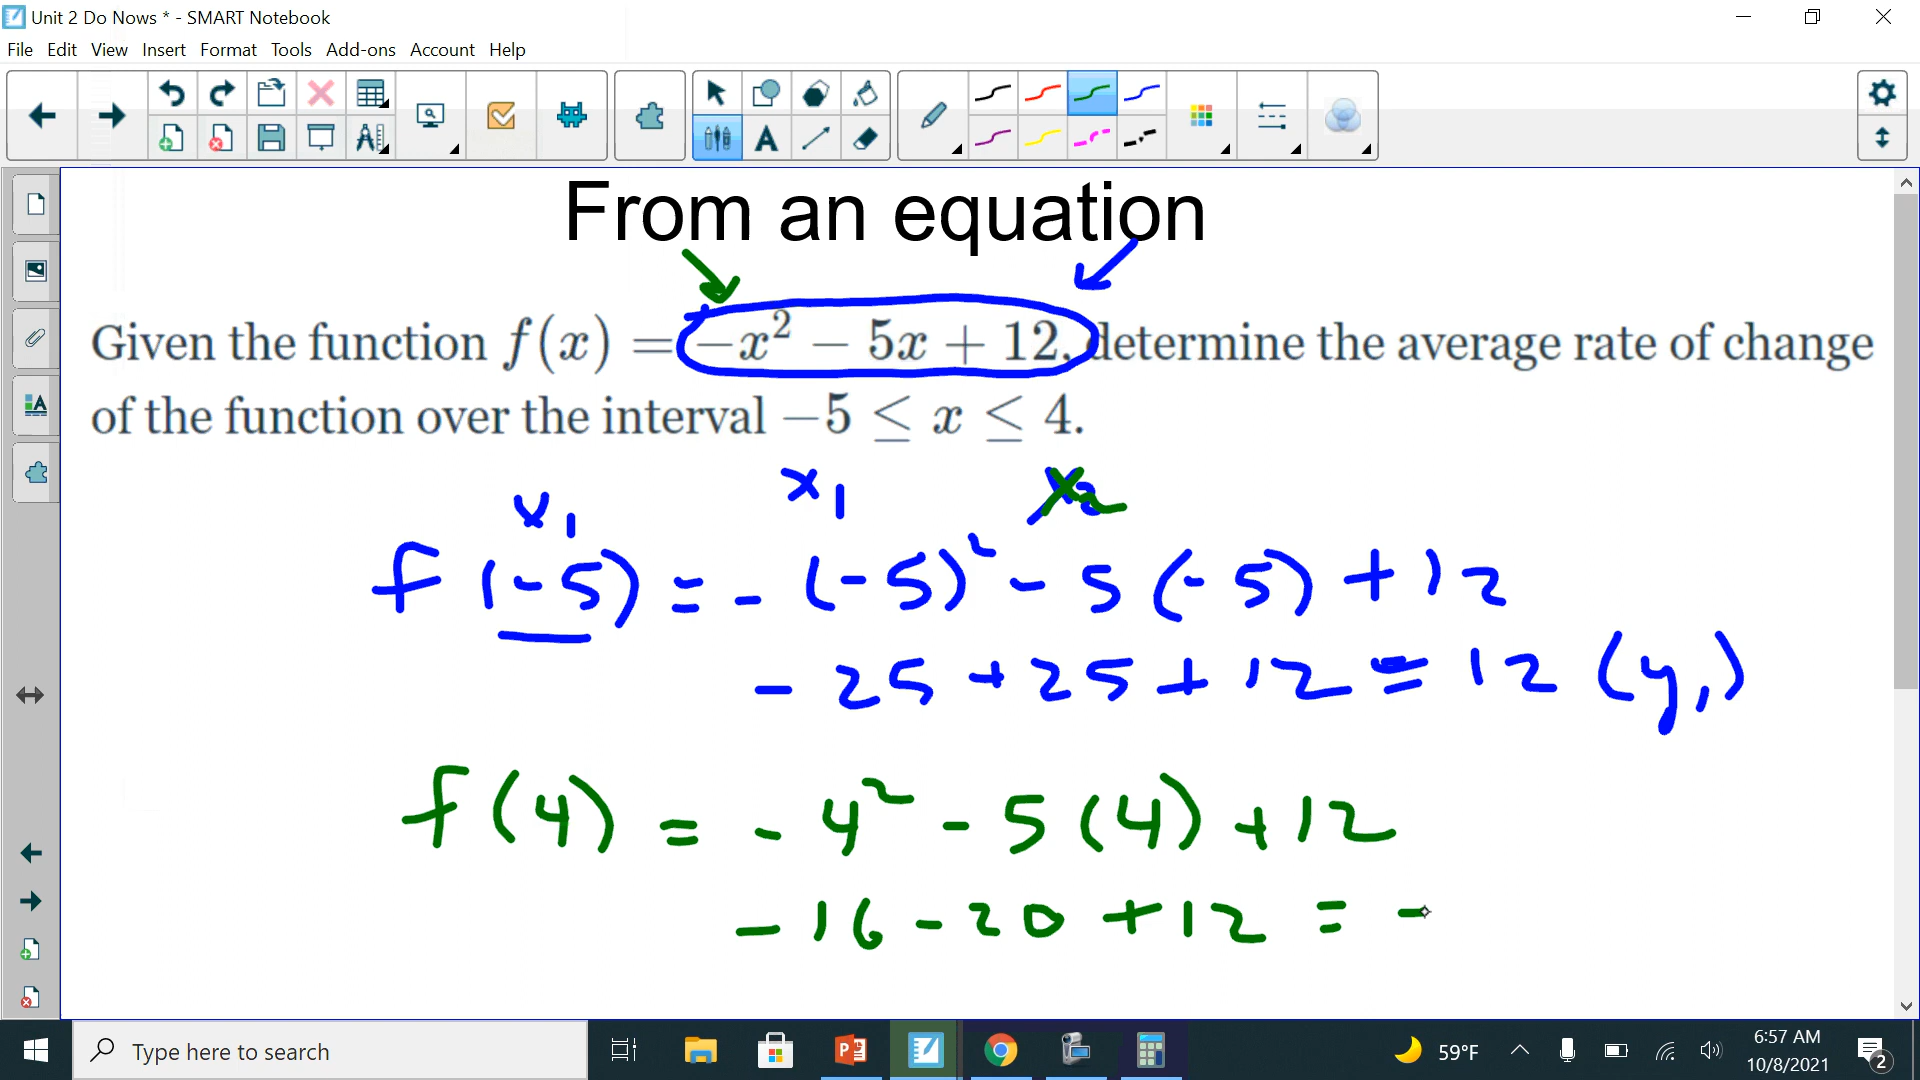 Unit 2 Do Nows * - SMART Notebook
File Edit View Insert Format Tools Add-ons Account Help
From an equation
Given the function f(x) = −x² − 5x + 12, determine the average rate of change
of the function over the interval −5 ≤ x ≤ 4.
x₁ x₁ x₂
f(-5) = -(-5)² - 5(-5) + 12
-25 + 25 + 12 = 12 (y₁)
f(4) = -4² - 5(4) + 12
-16 - 20 + 12 = -
Type here to search
59°F
6:57 AM
10/8/2021
2